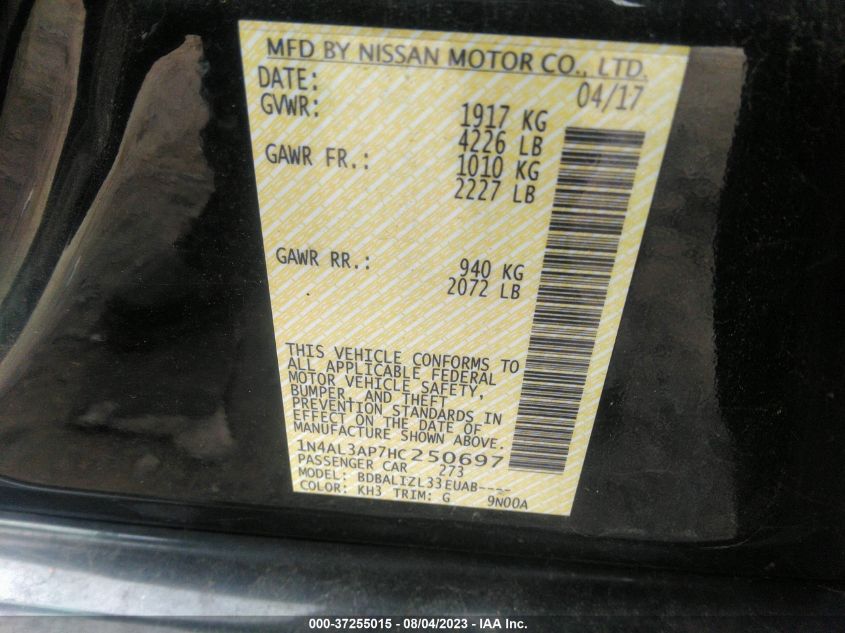 MFD BY NISSAN MOTOR CO., LTD.
DATE: 04/17
GVWR: 1917 KG
4226 LB
GAWR FR.: 1010 KG
2227 LB
GAWR RR.: 940 KG
2072 LB
THIS VEHICLE CONFORMS TO
ALL APPLICABLE FEDERAL
MOTOR VEHICLE SAFETY,
BUMPER, AND THEFT
PREVENTION STANDARDS IN
EFFECT ON THE DATE OF
MANUFACTURE SHOWN ABOVE.
1N4AL3AP7HC250697
PASSENGER CAR 273
MODEL: BDBALIZL33EUAB----
COLOR: KH3 TRIM: G 9N00A
000-37255015 - 08/04/2023 - IAA Inc.